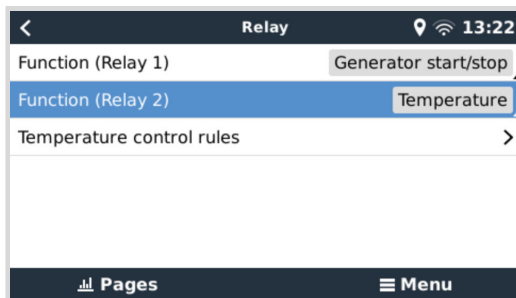 Relay 13:22
Function (Relay 1) Generator start/stop
Function (Relay 2) Temperature
Temperature control rules
Pages Menu